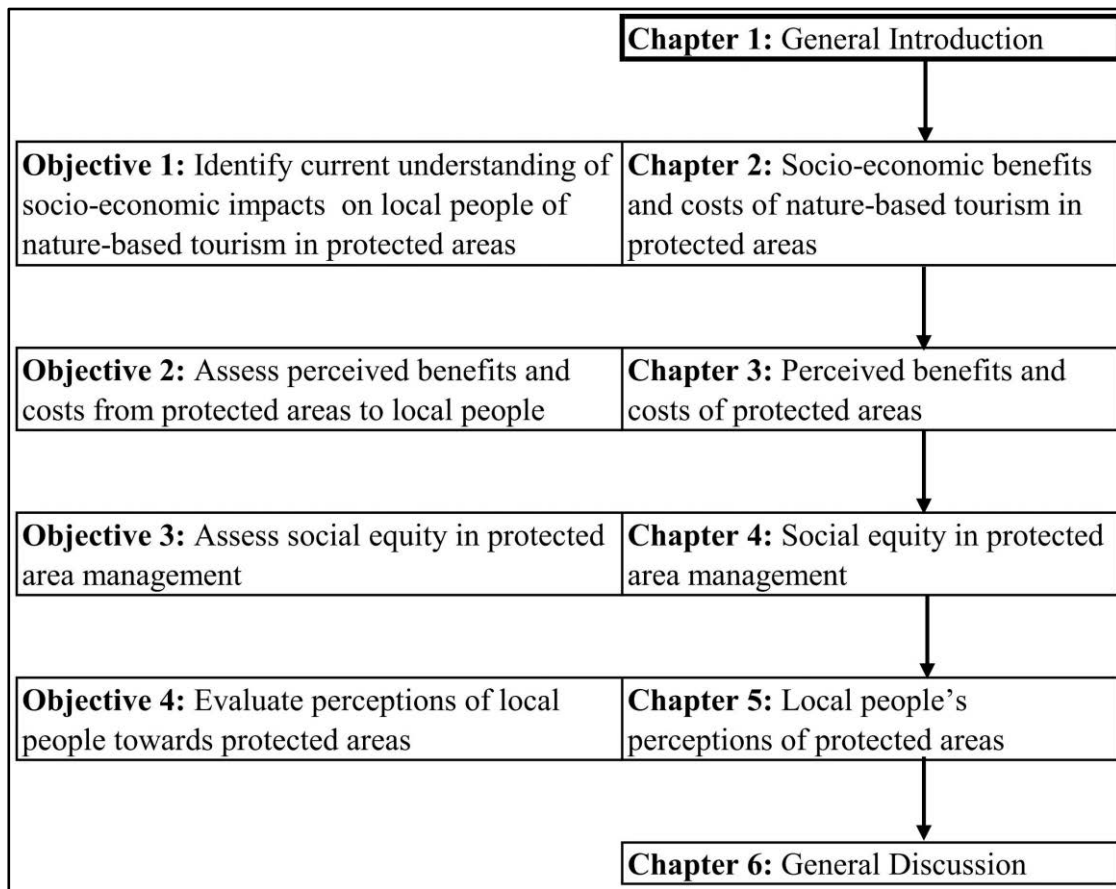 Chapter 1: General Introduction
Objective 1: Identify current understanding of
socio-economic impacts on local people of
nature-based tourism in protected areas
Chapter 2: Socio-economic benefits
and costs of nature-based tourism in
protected areas
Objective 2: Assess perceived benefits and
costs from protected areas to local people
Chapter 3: Perceived benefits and
costs of protected areas
Objective 3: Assess social equity in protected
area management
Chapter 4: Social equity in protected
area management
Objective 4: Evaluate perceptions of local
people towards protected areas
Chapter 5: Local people’s
perceptions of protected areas
Chapter 6: General Discussion